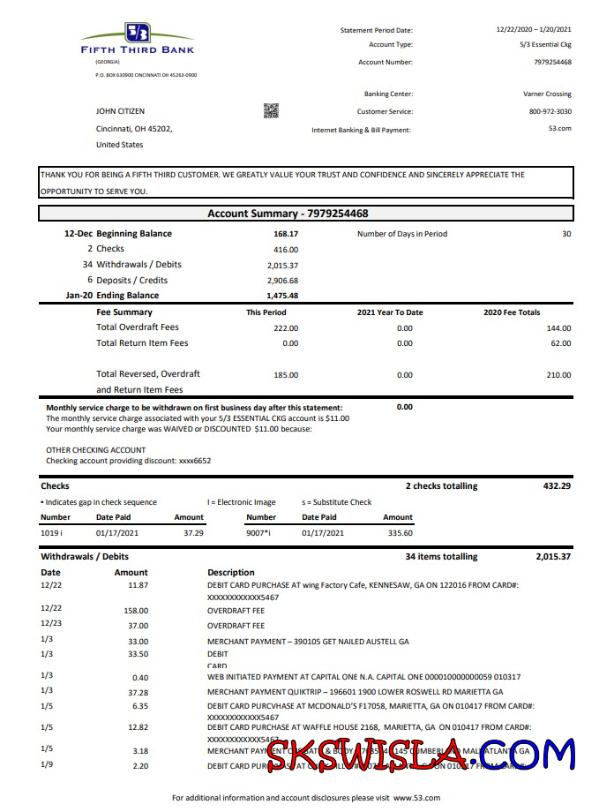 FIFTH THIRD BANK
(GEORGIA)
P.O. BOX 630900 CINCINNATI OH 45263-0900
Statement Period Date: 12/22/2020 – 1/20/2021
Account Type: 5/3 Essential Ckg
Account Number: 7979254468
Banking Center: Varner Crossing
JOHN CITIZEN Customer Service: 800-972-3030
Cincinnati, OH 45202, Internet Banking & Bill Payment: 53.com
United States
THANK YOU FOR BEING A FIFTH THIRD CUSTOMER. WE GREATLY VALUE YOUR TRUST AND CONFIDENCE AND SINCERELY APPRECIATE THE
OPPORTUNITY TO SERVE YOU.
Account Summary - 7979254468
12-Dec Beginning Balance 168.17 Number of Days in Period 30
2 Checks 416.00
34 Withdrawals / Debits 2,015.37
6 Deposits / Credits 2,906.68
Jan-20 Ending Balance 1,475.48
Fee Summary This Period 2021 Year To Date 2020 Fee Totals
Total Overdraft Fees 222.00 0.00 144.00
Total Return Item Fees 0.00 0.00 62.00
Total Reversed, Overdraft 185.00 0.00 210.00
and Return Item Fees
Monthly service charge to be withdrawn on first business day after this statement: 0.00
The monthly service charge associated with your 5/3 ESSENTIAL CKG account is $11.00
Your monthly service charge was WAIVED or DISCOUNTED $11.00 because:
OTHER CHECKING ACCOUNT
Checking account providing discount: xxxx6652
Checks 2 checks totalling 432.29
• Indicates gap in check sequence I = Electronic Image s = Substitute Check
Number Date Paid Amount Number Date Paid Amount
1019 i 01/17/2021 37.29 9007*i 01/17/2021 335.60
Withdrawals / Debits 34 items totalling 2,015.37
Date Amount Description
12/22 11.87 DEBIT CARD PURCHASE AT wing Factory Cafe, KENNESAW, GA ON 122016 FROM CARD#:
XXXXXXXXXXXX5467
12/22 158.00 OVERDRAFT FEE
12/23 37.00 OVERDRAFT FEE
1/3 33.00 MERCHANT PAYMENT – 390105 GET NAILED AUSTELL GA
1/3 33.50 DEBIT
CARD
1/3 0.40 WEB INITIATED PAYMENT AT CAPITAL ONE N.A. CAPITAL ONE 000010000000059 010317
1/3 37.28 MERCHANT PAYMENT QUIKTRIP – 196601 1900 LOWER ROSWELL RD MARIETTA GA
1/5 6.35 DEBIT CARD PURCVHASE AT MCDONALD'S F17058, MARIETTA, GA ON 010417 FROM CARD#:
XXXXXXXXXXXX5467
1/5 12.82 DEBIT CARD PURCHASE AT WAFFLE HOUSE 2168, MARIETTA, GA ON 010417 FROM CARD#:
XXXXXXXXXXXX5467
1/5 3.18 MERCHANT PAYMENT BATH & BODY CUMBERLAND MALL ATLANTA GA
1/9 2.20 DEBIT CARD PURCHASE AT GA ON FROM CARD#:
SKSWISLA.COM
For additional information and account disclosures please visit www.53.com